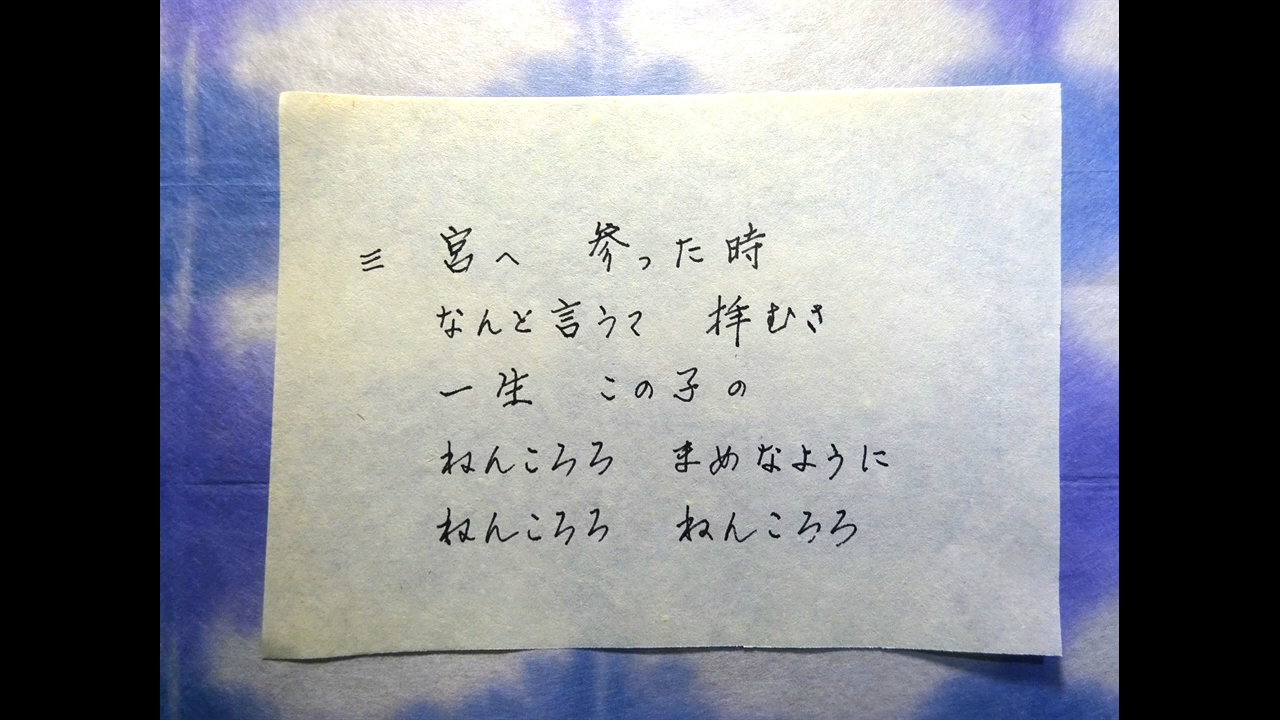 三 宮へ 参った時
なんと言うて 拝むさ
一生 この子の
ねんころろ まめなように
ねんころろ ねんころろ